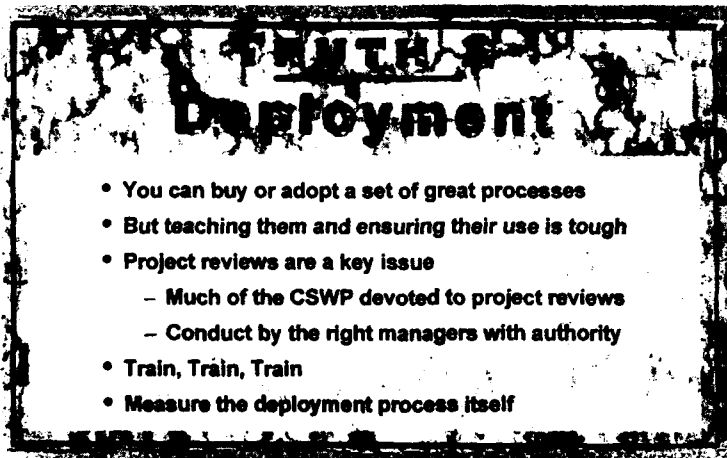 TRUTH
Deployment
• You can buy or adopt a set of great processes
• But teaching them and ensuring their use is tough
• Project reviews are a key issue
– Much of the CSWP devoted to project reviews
– Conduct by the right managers with authority
• Train, Train, Train
• Measure the deployment process itself